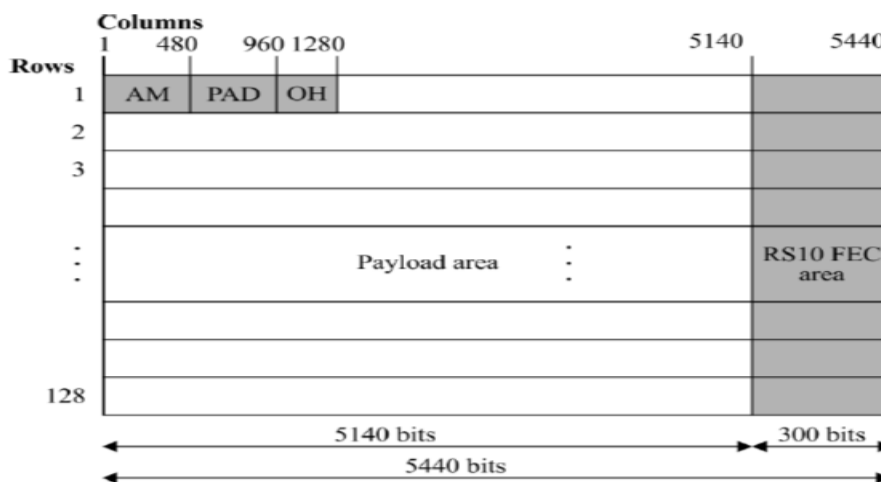 Columns
1 480 960 1280 5140 5440
Rows
1 AM PAD OH
2
3
Payload area
RS10 FEC
area
128
5140 bits 300 bits
5440 bits